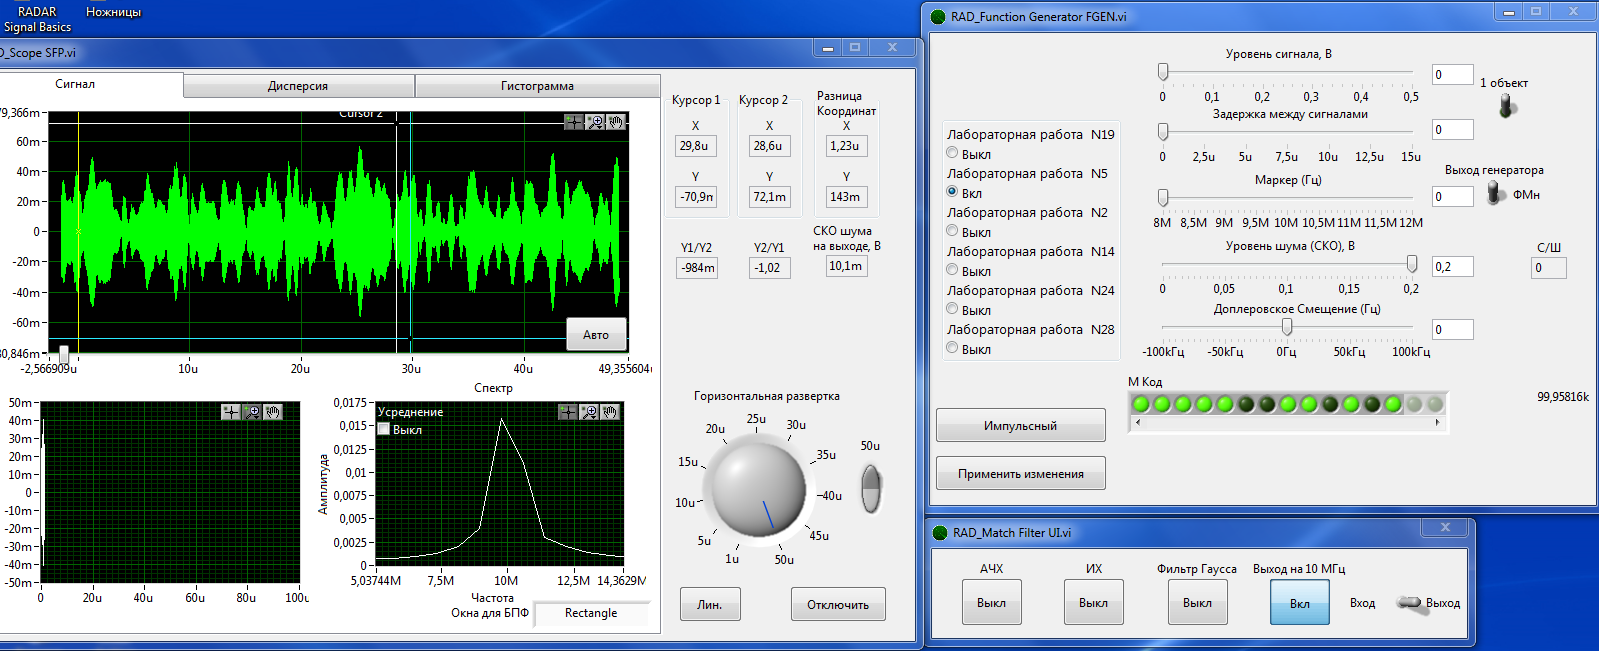 RADAR
Signal Basics
Ножницы
D_Scope SFP.vi
Сигнал
Дисперсия
Гистограмма
79,366m
60m
40m
20m
0
-20m
-40m
-60m
80,846m
Cursor 2
Авто
-2,566909u
10u
20u
30u
40u
49,355604u
Курсор 1
Курсор 2
Разница
Координат
X
X
X
29,8u
28,6u
1,23u
Y
Y
Y
-70,9m
72,1m
143m
Y1/Y2
Y2/Y1
СКО шума
на выходе, В
-984m
-1,02
10,1m
50m
40m
30m
20m
10m
0
-10m
-20m
-30m
-40m
-50m
0
20u
40u
60u
80u
100u
Спектр
Амплитуда
0,0175
0,015
0,0125
0,01
0,0075
0,005
0,0025
0
Усреднение
Выкл
5,03744M
7,5M
10M
12,5M
14,3629M
Частота
Окна для БПФ
Rectangle
Горизонтальная развертка
1u
5u
10u
15u
20u
25u
30u
35u
40u
45u
50u
50u
Лин.
Отключить
RAD_Function Generator FGEN.vi
Лабораторная работа N19
Выкл
Лабораторная работа N5
Вкл
Лабораторная работа N2
Выкл
Лабораторная работа N14
Выкл
Лабораторная работа N24
Выкл
Лабораторная работа N28
Выкл
Импульсный
Применить изменения
Уровень сигнала, В
0
0,1
0,2
0,3
0,4
0,5
0
1 объект
Задержка между сигналами
0
2,5u
5u
7,5u
10u
12,5u
15u
0
Маркер (Гц)
8M
8,5M
9M
9,5M
10M
10,5M
11M
11,5M
12M
0
Выход генератора
ФМн
Уровень шума (СКО), В
0
0,05
0,1
0,15
0,2
0,2
С/Ш
0
Доплеровское Смещение (Гц)
-100кГц
-50кГц
0Гц
50кГц
100кГц
0
М Код
99,95816k
RAD_Match Filter UI.vi
АЧХ
Выкл
ИХ
Выкл
Фильтр Гаусса
Выкл
Выход на 10 МГц
Вкл
Вход
Выход